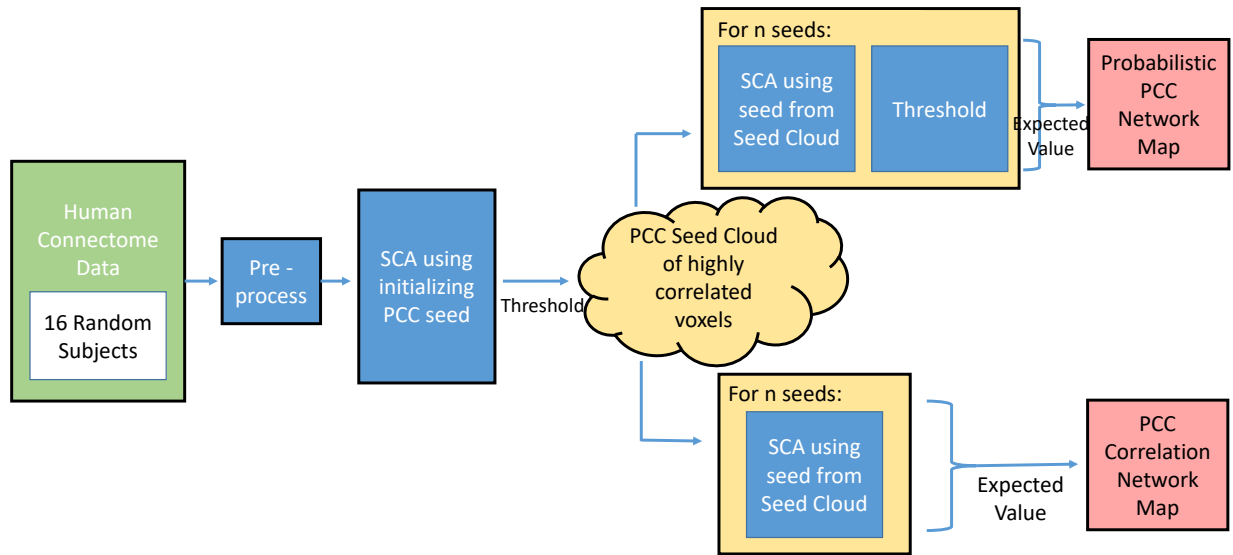 Human
Connectome
Data
16 Random
Subjects
Pre -
process
SCA using
initializing
PCC seed
Threshold
PCC Seed Cloud
of highly
correlated
voxels
For n seeds:
SCA using
seed from
Seed Cloud
Threshold
Expected
Value
Probabilistic
PCC
Network
Map
For n seeds:
SCA using
seed from
Seed Cloud
Expected
Value
PCC
Correlation
Network
Map